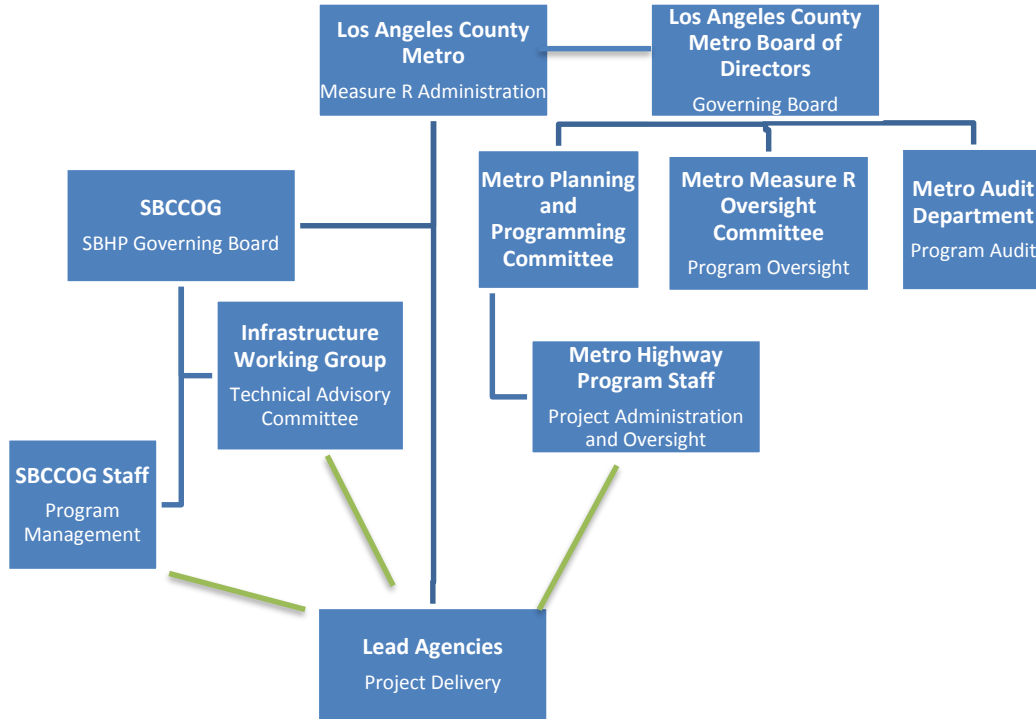 Los Angeles County
Metro
Measure R Administration
Los Angeles County
Metro Board of
Directors
Governing Board
SBCCOG
SBHP Governing Board
Metro Planning
and
Programming
Committee
Metro Measure R
Oversight
Committee
Program Oversight
Metro Audit
Department
Program Audit
Infrastructure
Working Group
Technical Advisory
Committee
Metro Highway
Program Staff
Project Administration
and Oversight
SBCCOG Staff
Program
Management
Lead Agencies
Project Delivery